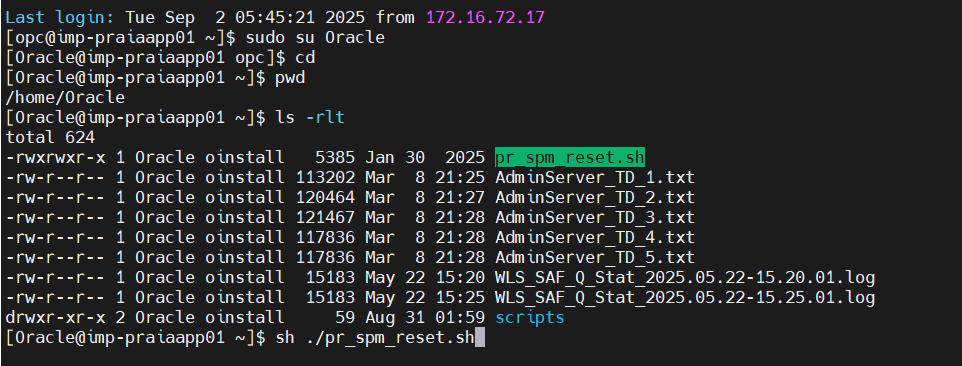 Last login: Tue Sep  2 05:45:21 2025 from 172.16.72.17
[opc@imp-praiaapp01 ~]$ sudo su Oracle
[Oracle@imp-praiaapp01 opc]$ cd
[Oracle@imp-praiaapp01 ~]$ pwd
/home/Oracle
[Oracle@imp-praiaapp01 ~]$ ls -rlt
total 624
-rwxrwxr-x 1 Oracle oinstall   5385 Jan 30  2025 pr_spm_reset.sh
-rw-r--r-- 1 Oracle oinstall 113202 Mar  8 21:25 AdminServer_TD_1.txt
-rw-r--r-- 1 Oracle oinstall 120464 Mar  8 21:27 AdminServer_TD_2.txt
-rw-r--r-- 1 Oracle oinstall 121467 Mar  8 21:28 AdminServer_TD_3.txt
-rw-r--r-- 1 Oracle oinstall 117836 Mar  8 21:28 AdminServer_TD_4.txt
-rw-r--r-- 1 Oracle oinstall 117836 Mar  8 21:28 AdminServer_TD_5.txt
-rw-r--r-- 1 Oracle oinstall  15183 May 22 15:20 WLS_SAF_Q_Stat_2025.05.22-15.20.01.log
-rw-r--r-- 1 Oracle oinstall  15183 May 22 15:25 WLS_SAF_Q_Stat_2025.05.22-15.25.01.log
drwxr-xr-x 2 Oracle oinstall     59 Aug 31 01:59 scripts
[Oracle@imp-praiaapp01 ~]$ sh ./pr_spm_reset.sh